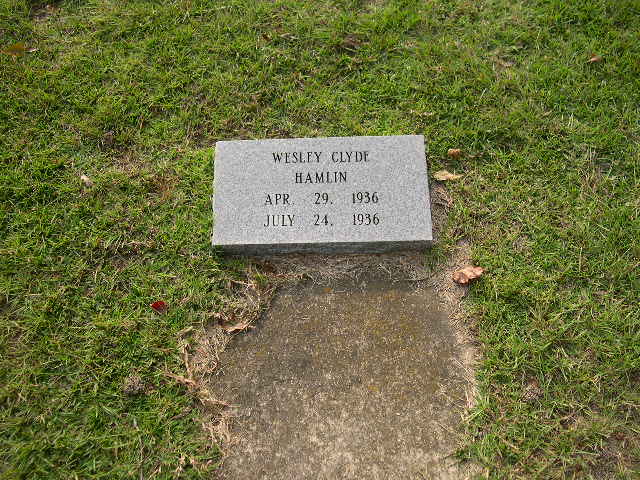 WESLEY CLYDE
HAMLIN
APR. 29, 1936
JULY 24, 1936